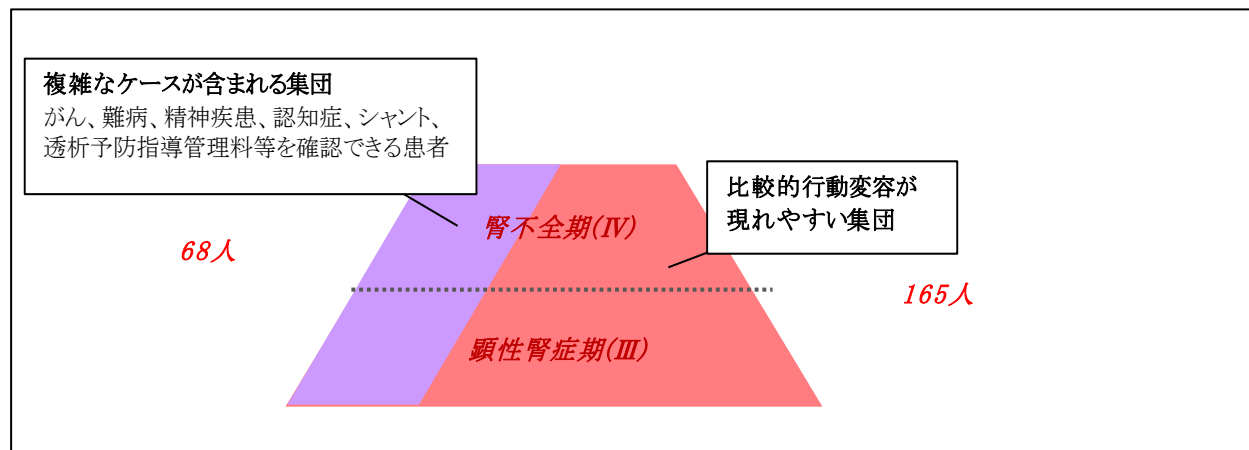 複雑なケースが含まれる集団
がん、難病、精神疾患、認知症、シャント、
透析予防指導管理料等を確認できる患者
比較的行動変容が
現れやすい集団
腎不全期(Ⅳ)
68人
165人
顕性腎症期(Ⅲ)